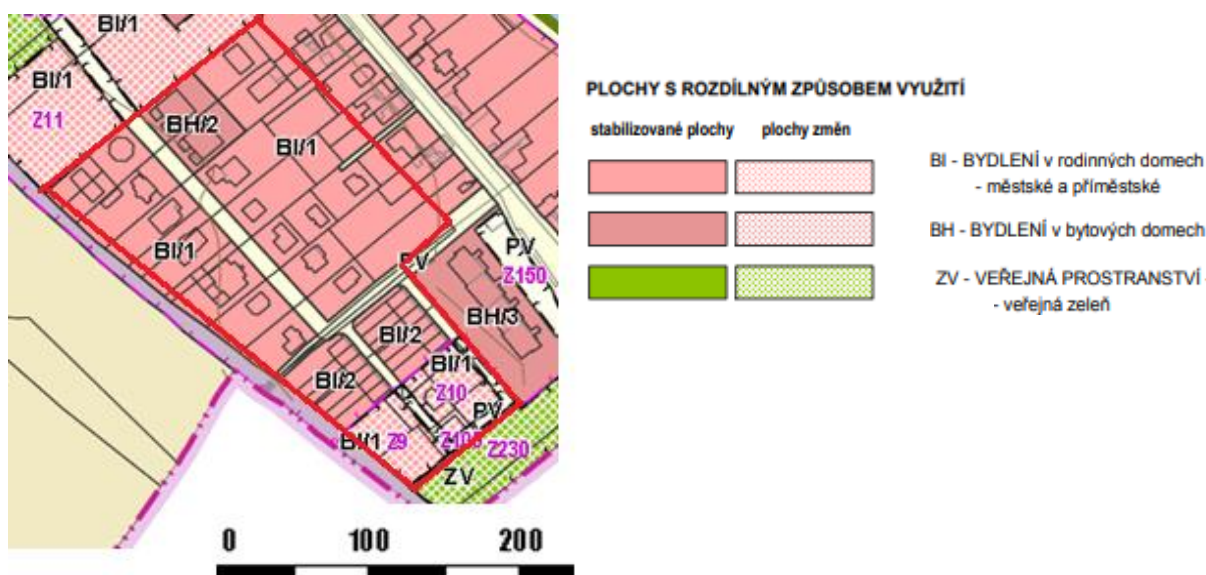 BI/1
BI/1
Z11
BH/2
BI/1
BI/1
PV
PV
Z150
BH/3
BI/2
BI/1
BI/2
Z10
PV
BI/1 Z9
Z230
ZV
0 100 200
PLOCHY S ROZDÍLNÝM ZPŮSOBEM VYUŽITÍ
stabilizované plochy plochy změn
BI - BYDLENÍ v rodinných domech
- městské a příměstské
BH - BYDLENÍ v bytových domech
ZV - VEŘEJNÁ PROSTRANSTVÍ -
- veřejná zeleň